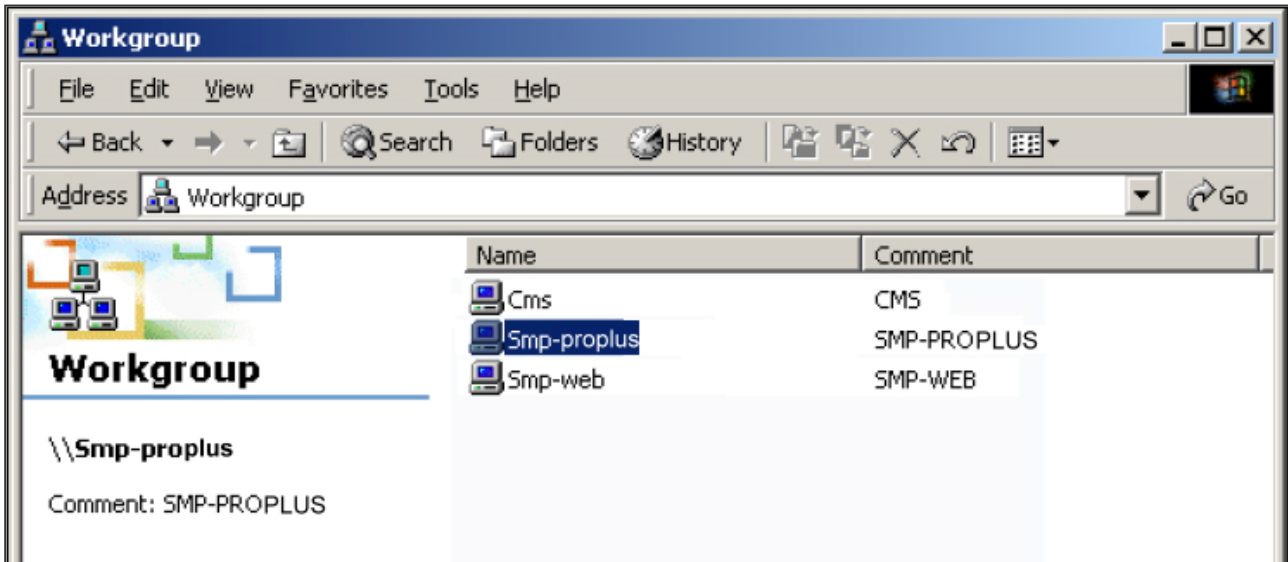 Workgroup
File Edit View Favorites Tools Help
Back Search Folders History
Address Workgroup Go
Name Comment
Cms CMS
Smp-proplus SMP-PROPLUS
Smp-web SMP-WEB
Workgroup
\\Smp-proplus
Comment: SMP-PROPLUS